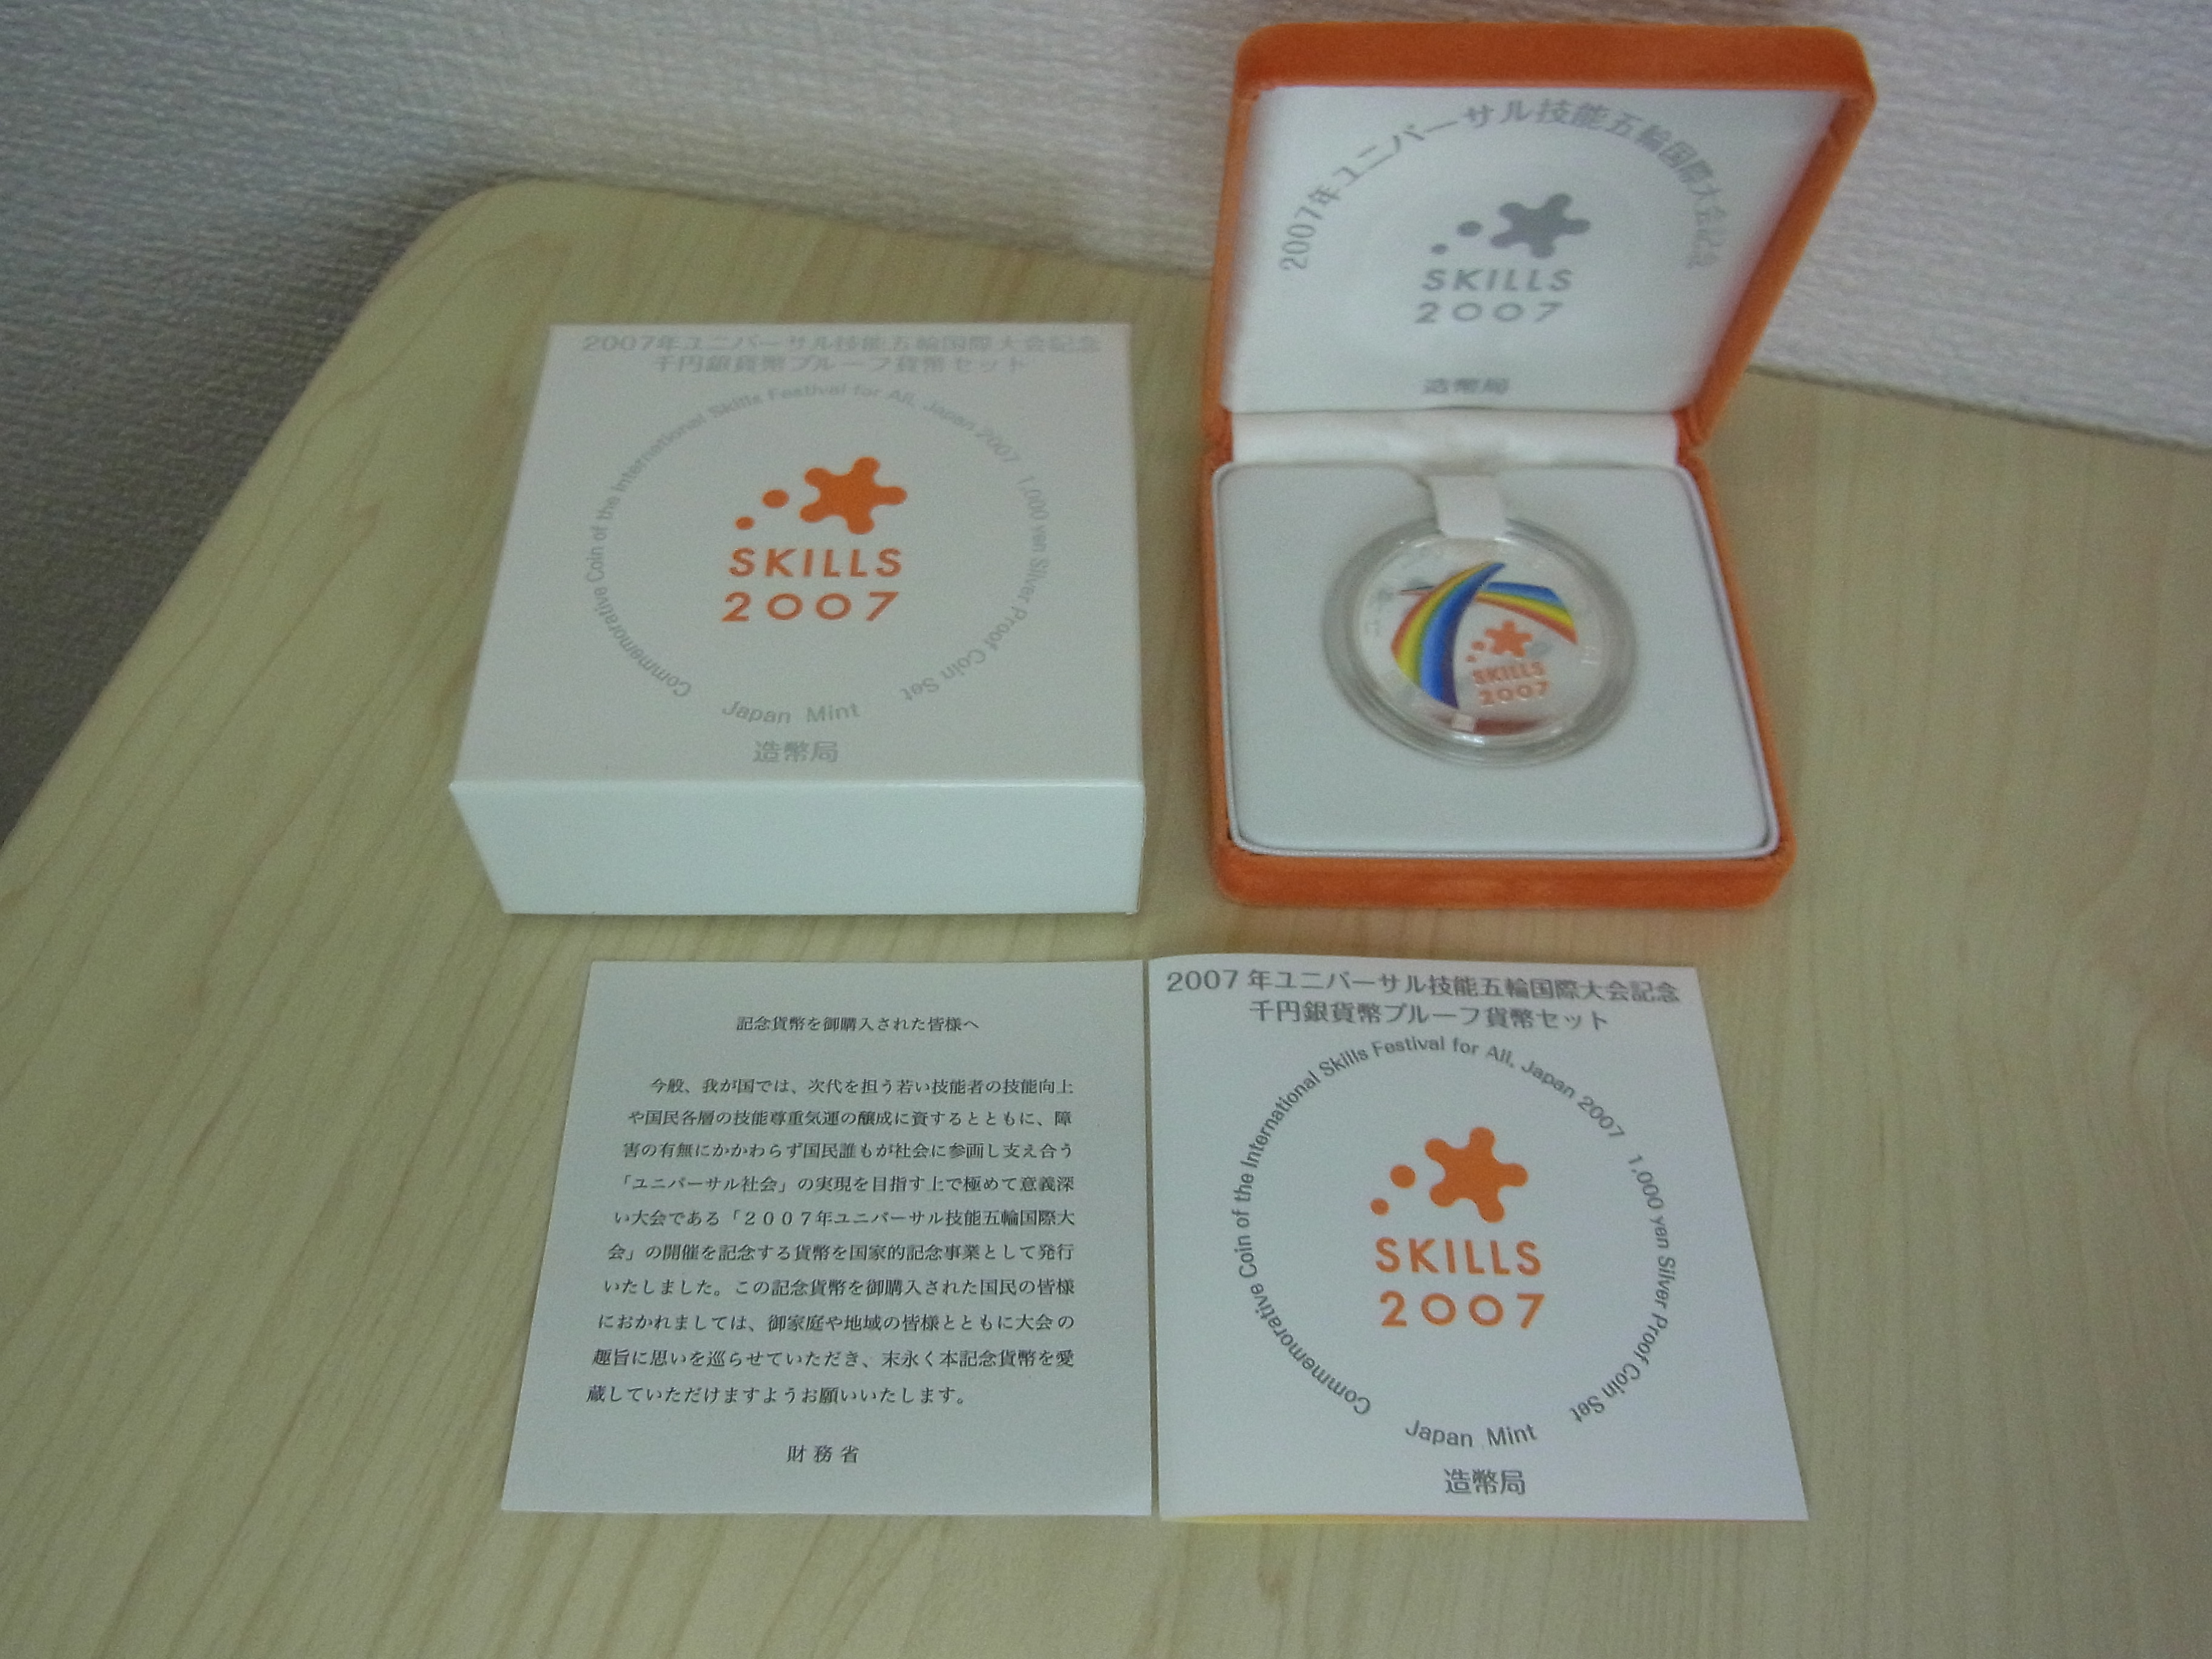 2007年ユニバーサル技能五輪国際大会記念
千円銀貨幣プルーフ貨幣セット
Commemorative Coin of the International Skills Festival for All, Japan 2007 1,000 yen Silver Proof Coin Set
SKILLS
2007
Japan Mint
造幣局
2007年ユニバーサル技能五輪国際大会記念
SKILLS
2007
造幣局
SKILLS
2007
記念貨幣を御購入された皆様へ
今般、我が国では、次代を担う若い技能者の技能向上
や国民各層の技能尊重気運の醸成に資するとともに、障
害の有無にかかわらず国民誰もが社会に参画し支え合う
「ユニバーサル社会」の実現を目指す上で極めて意義深
い大会である「2007年ユニバーサル技能五輪国際大
会」の開催を記念する貨幣を国家的記念事業として発行
いたしました。この記念貨幣を御購入された国民の皆様
におかれましては、御家庭や地域の皆様とともに大会の
趣旨に思いを巡らせていただき、末永く本記念貨幣を愛
蔵していただけますようお願いいたします。
財務省
2007年ユニバーサル技能五輪国際大会記念
千円銀貨幣プルーフ貨幣セット
Commemorative Coin of the International Skills Festival for All, Japan 2007 1,000 yen Silver Proof Coin Set
SKILLS
2007
Japan Mint
造幣局